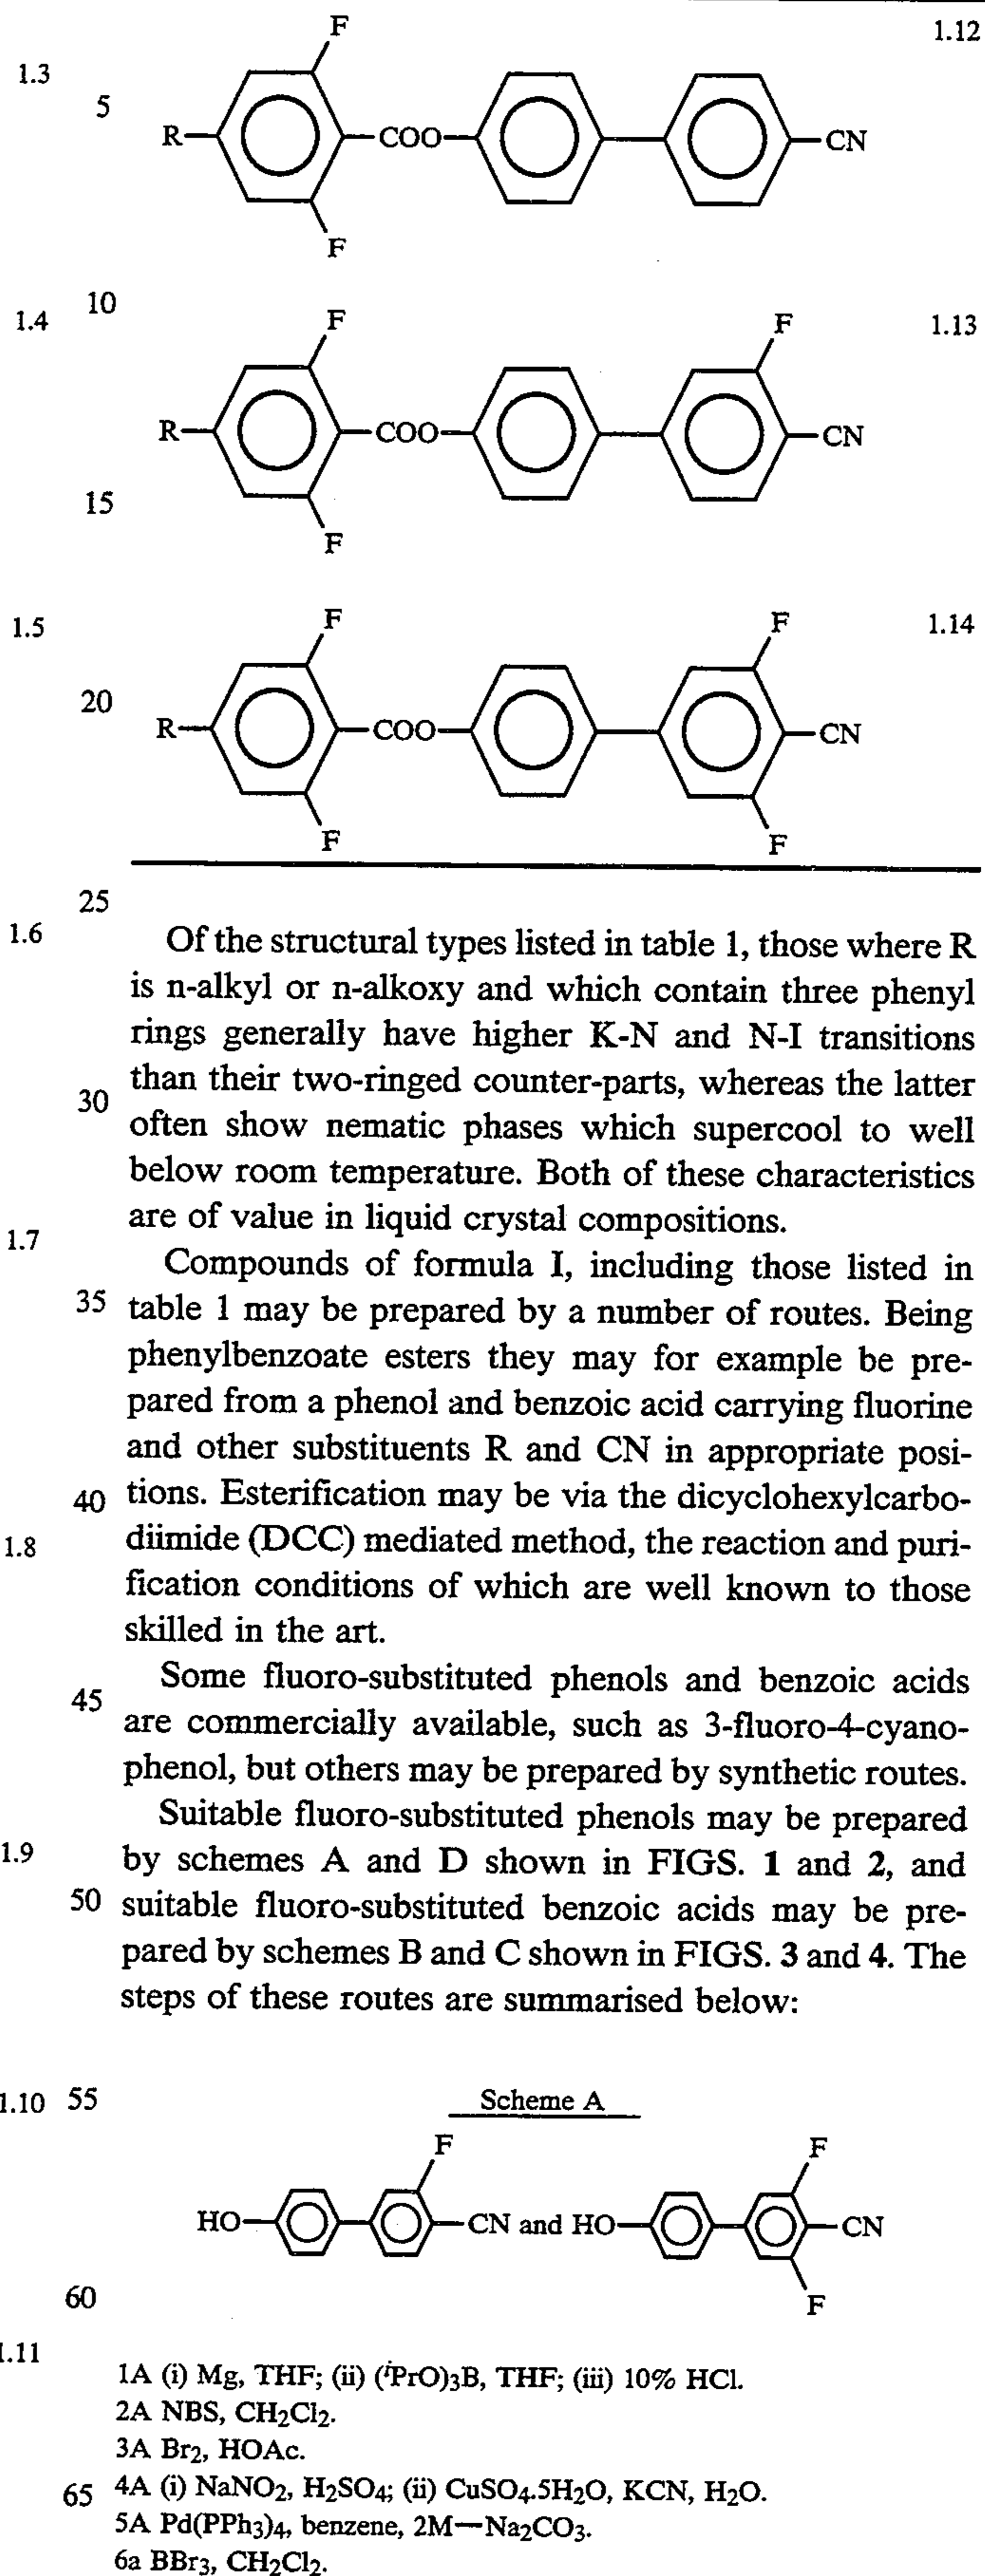 1.12
1.3
5
F
R
COO
CN
F
10
1.4
1.13
F
F
R
COO
CN
15
F
1.5
1.14
F
F
20
R
COO
CN
F
F
25
1.6
Of the structural types listed in table 1, those where R
is n-alkyl or n-alkoxy and which contain three phenyl
rings generally have higher K-N and N-I transitions
than their two-ringed counter-parts, whereas the latter
30
often show nematic phases which supercool to well
below room temperature. Both of these characteristics
are of value in liquid crystal compositions.
1.7
Compounds of formula I, including those listed in
35
table 1 may be prepared by a number of routes. Being
phenylbenzoate esters they may for example be pre-
pared from a phenol and benzoic acid carrying fluorine
and other substituents R and CN in appropriate posi-
40
tions. Esterification may be via the dicyclohexylcarbo-
1.8
diimide (DCC) mediated method, the reaction and puri-
fication conditions of which are well known to those
skilled in the art.
Some fluoro-substituted phenols and benzoic acids
45
are commercially available, such as 3-fluoro-4-cyano-
phenol, but others may be prepared by synthetic routes.
Suitable fluoro-substituted phenols may be prepared
1.9
by schemes A and D shown in FIGS. 1 and 2, and
50
suitable fluoro-substituted benzoic acids may be pre-
pared by schemes B and C shown in FIGS. 3 and 4. The
steps of these routes are summarised below:
1.10
55
Scheme A
F
F
HO
CN and HO
CN
60
F
1.11
1A (i) Mg, THF; (ii) (ⁱPrO)₃B, THF; (iii) 10% HCl.
2A NBS, CH₂Cl₂.
3A Br₂, HOAc.
65
4A (i) NaNO₂, H₂SO₄; (ii) CuSO₄.5H₂O, KCN, H₂O.
5A Pd(PPh₃)₄, benzene, 2M—Na₂CO₃.
6a BBr₃, CH₂Cl₂.